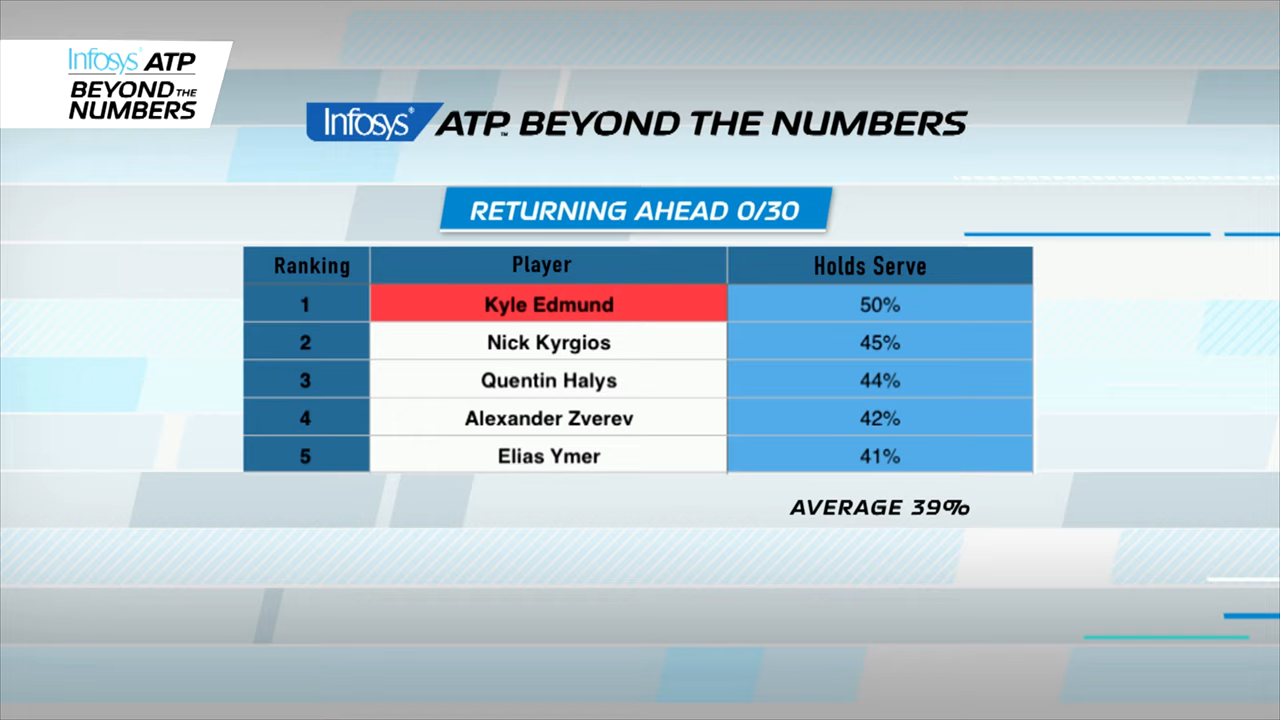 Infosys® ATP
BEYOND THE
NUMBERS
Infosys® ATP™ BEYOND THE NUMBERS
RETURNING AHEAD 0/30
Ranking Player Holds Serve
1 Kyle Edmund 50%
2 Nick Kyrgios 45%
3 Quentin Halys 44%
4 Alexander Zverev 42%
5 Elias Ymer 41%
AVERAGE 39%